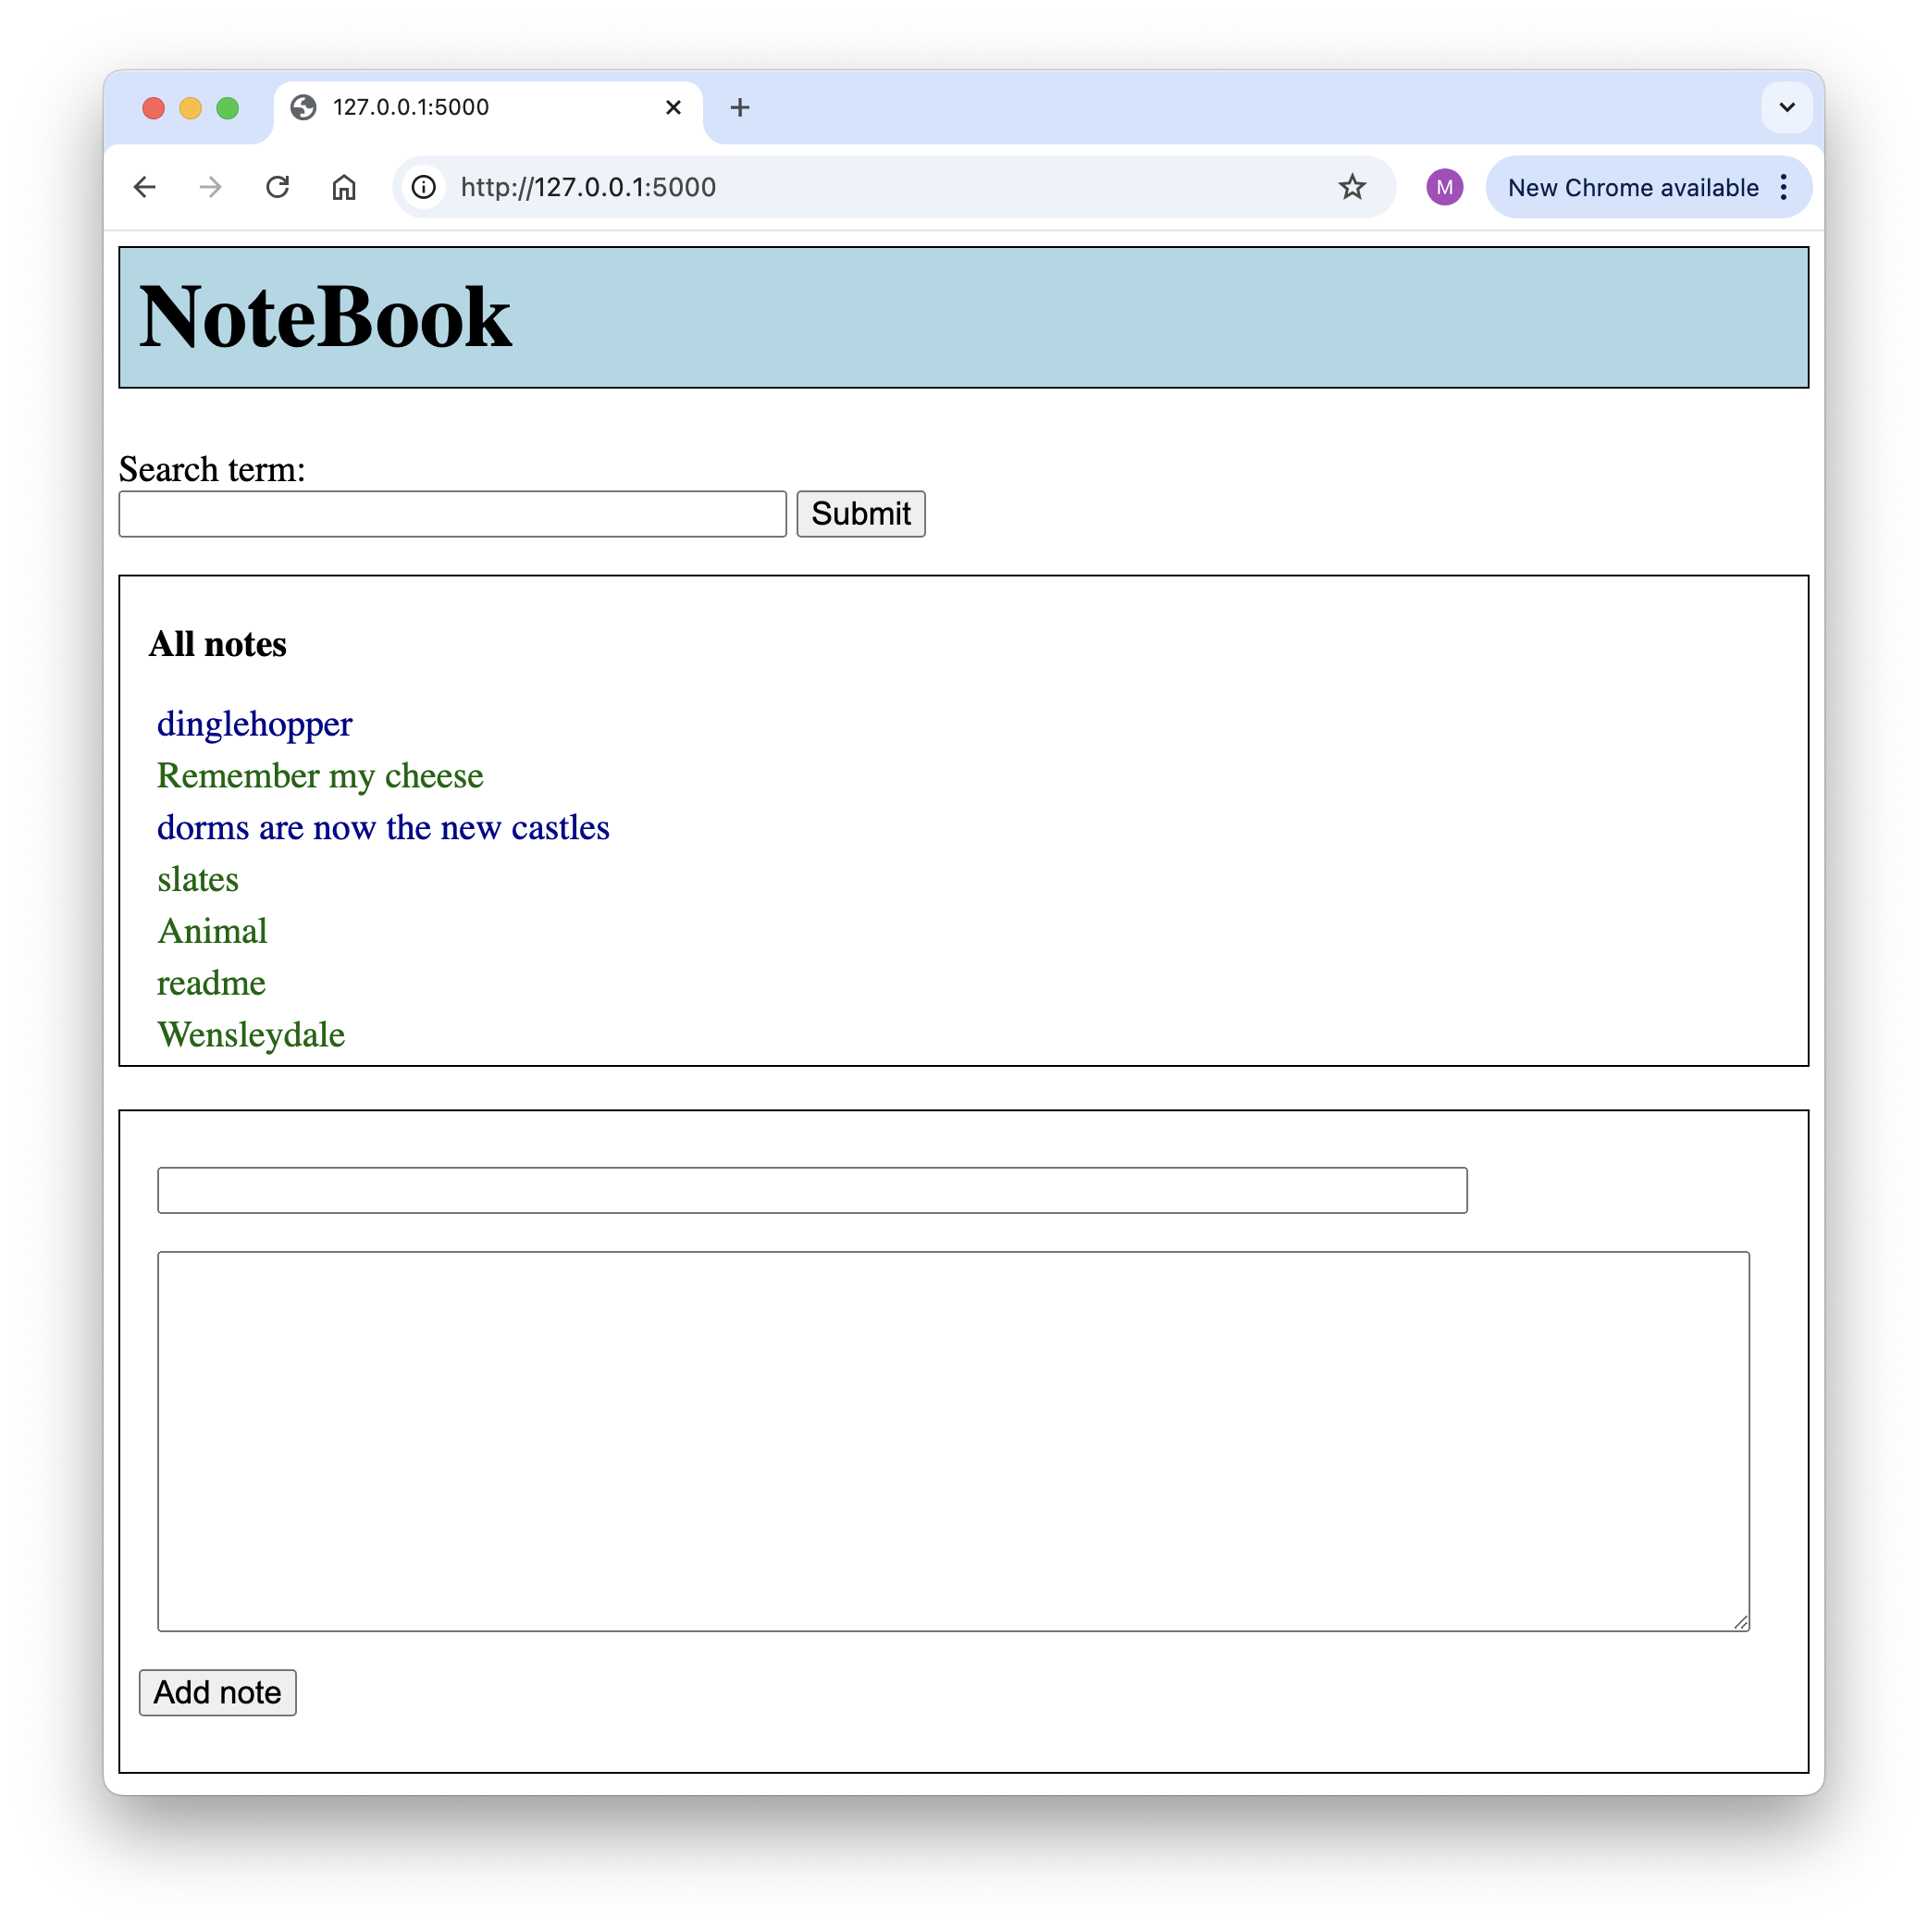 127.0.0.1:5000
http://127.0.0.1:5000
M
New Chrome available
NoteBook
Search term:
Submit
All notes
dinglehopper
Remember my cheese
dorms are now the new castles
slates
Animal
readme
Wensleydale
Add note